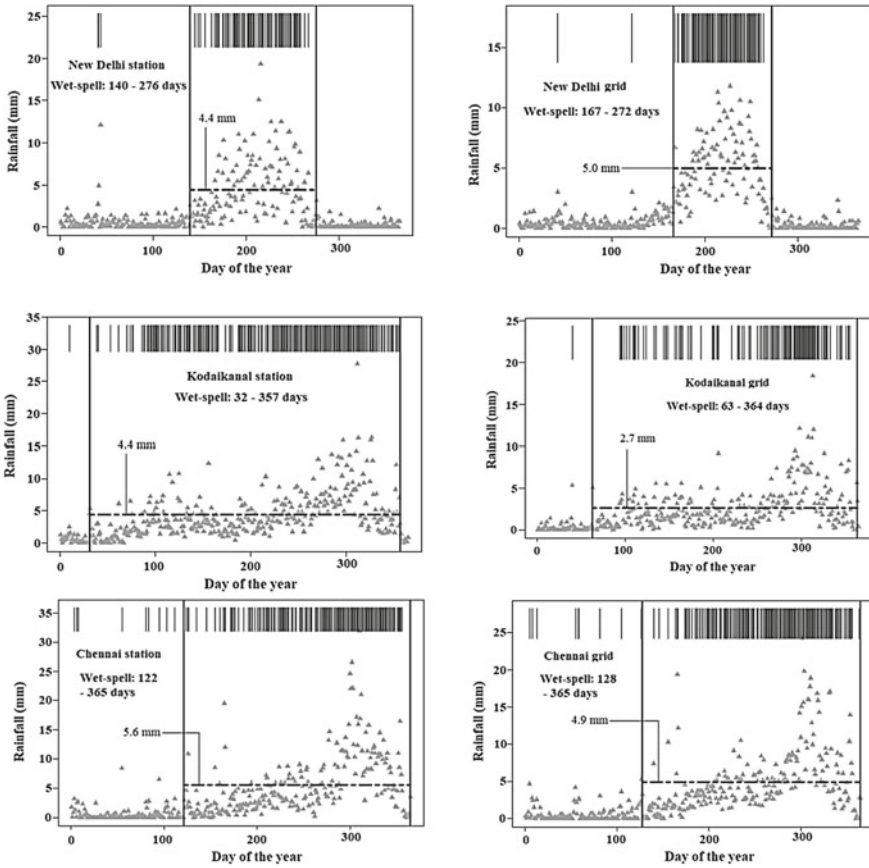 25
20
15
10
5
0
Rainfall (mm)
New Delhi station
Wet-spell: 140 - 276 days
4.4 mm
0 100 200 300
Day of the year
15
10
5
0
Rainfall (mm)
New Delhi grid
Wet-spell: 167 - 272 days
5.0 mm
0 100 200 300
Day of the year
35
30
25
20
15
10
5
0
Rainfall (mm)
Kodaikanal station
Wet-spell: 32 - 357 days
4.4 mm
0 100 200 300
Day of the year
25
20
15
10
5
0
Rainfall (mm)
Kodaikanal grid
Wet-spell: 63 - 364 days
2.7 mm
0 100 200 300
Day of the year
35
30
25
20
15
10
5
0
Rainfall (mm)
Chennai station
Wet-spell: 122
- 365 days
5.6 mm
0 100 200 300
Day of the year
25
20
15
10
5
0
Rainfall (mm)
Chennai grid
Wet-spell: 128
- 365 days
4.9 mm
0 100 200 300
Day of the year